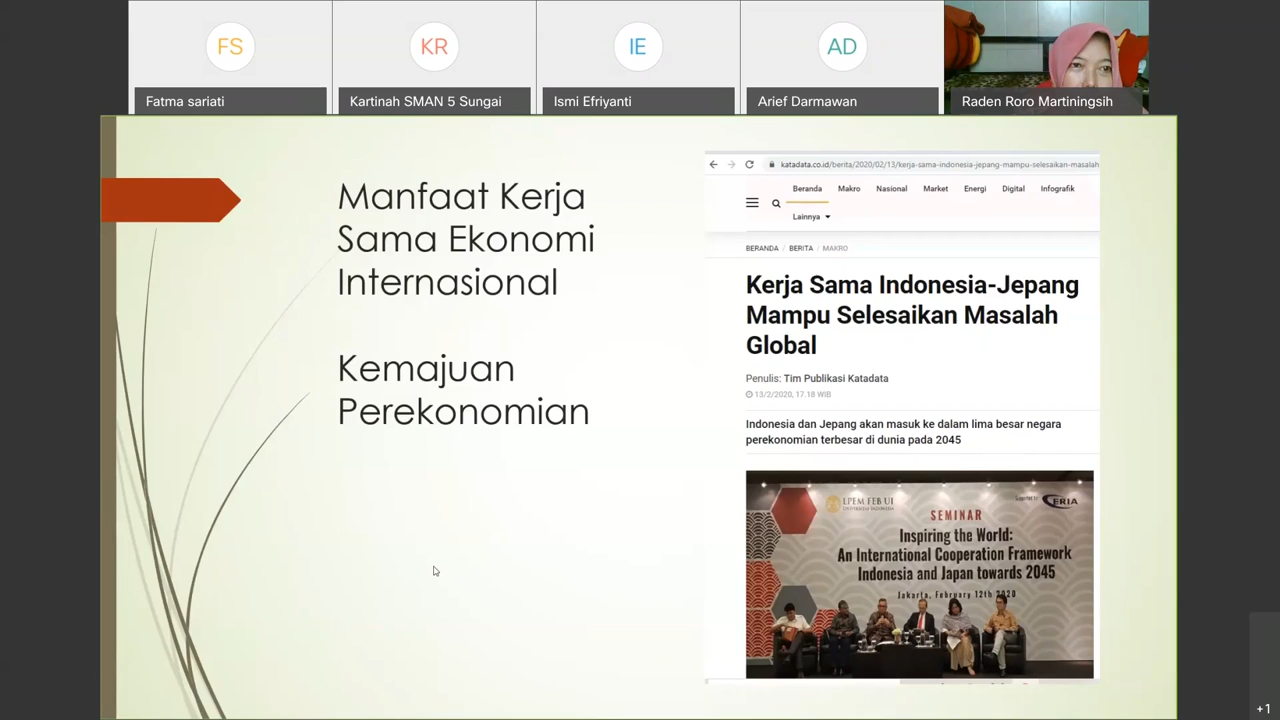 FS
KR
IE
AD
Fatma sariati
Kartinah SMAN 5 Sungai
Ismi Efriyanti
Arief Darmawan
Raden Roro Martiningsih
Manfaat Kerja
Sama Ekonomi
Internasional
Kemajuan
Perekonomian
katadata.co.id/berita/2020/02/13/kerja-sama-indonesia-jepang-mampu-selesaikan-masalah
Beranda Makro Nasional Market Energi Digital Infografik
Lainnya
BERANDA / BERITA / MAKRO
Kerja Sama Indonesia-Jepang
Mampu Selesaikan Masalah
Global
Penulis: Tim Publikasi Katadata
13/2/2020, 17.18 WIB
Indonesia dan Jepang akan masuk ke dalam lima besar negara
perekonomian terbesar di dunia pada 2045
LPEM FEB UI
UNIVERSITAS INDONESIA
Supported by ERIA
SEMINAR
Inspiring the World:
An International Cooperation Framework
Indonesia and Japan towards 2045
Jakarta, February 12th 2020
+1